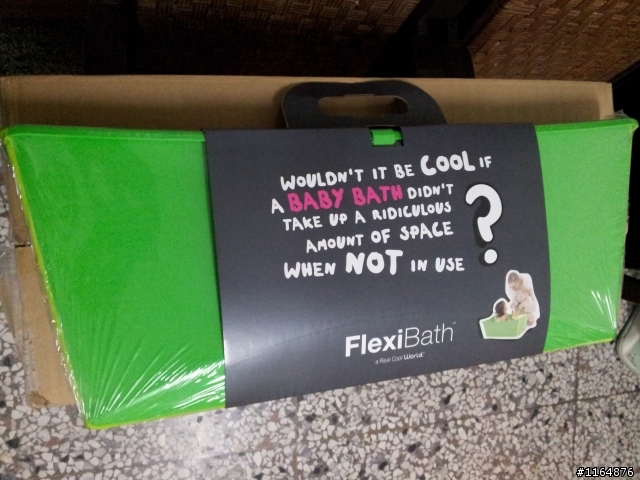 WOULDN'T IT BE COOL IF
A BABY BATH DIDN'T
TAKE UP A RIDICULOUS
AMOUNT OF SPACE
WHEN NOT IN USE
?
FlexiBath™
a Real Cool World
#1164876